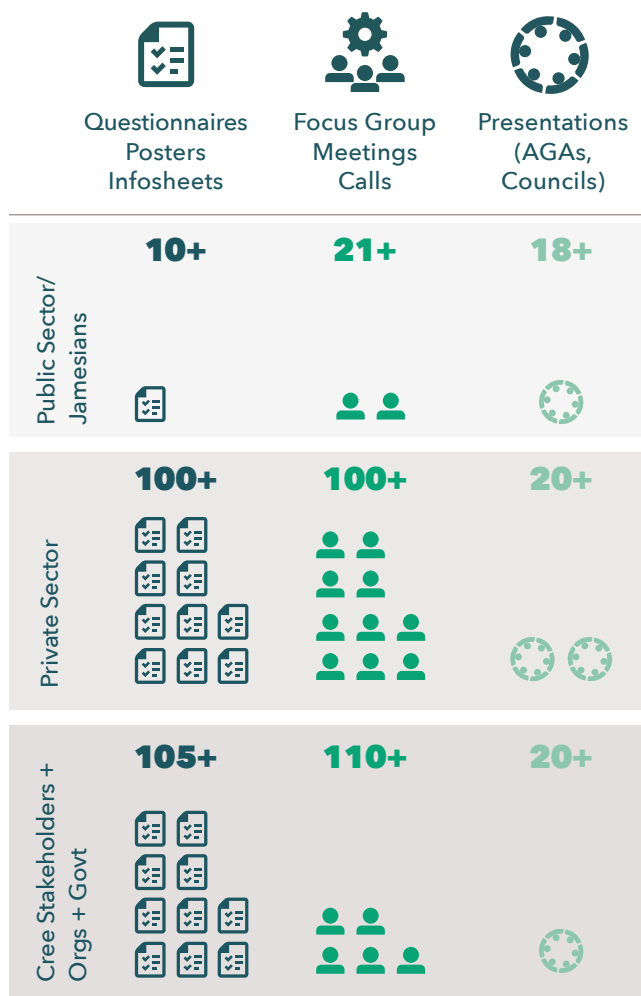 Questionnaires
Posters
Infosheets
Focus Group
Meetings
Calls
Presentations
(AGAs,
Councils)
Public Sector/
Jamesians
10+
21+
18+
Private Sector
100+
100+
20+
Cree Stakeholders +
Orgs + Govt
105+
110+
20+